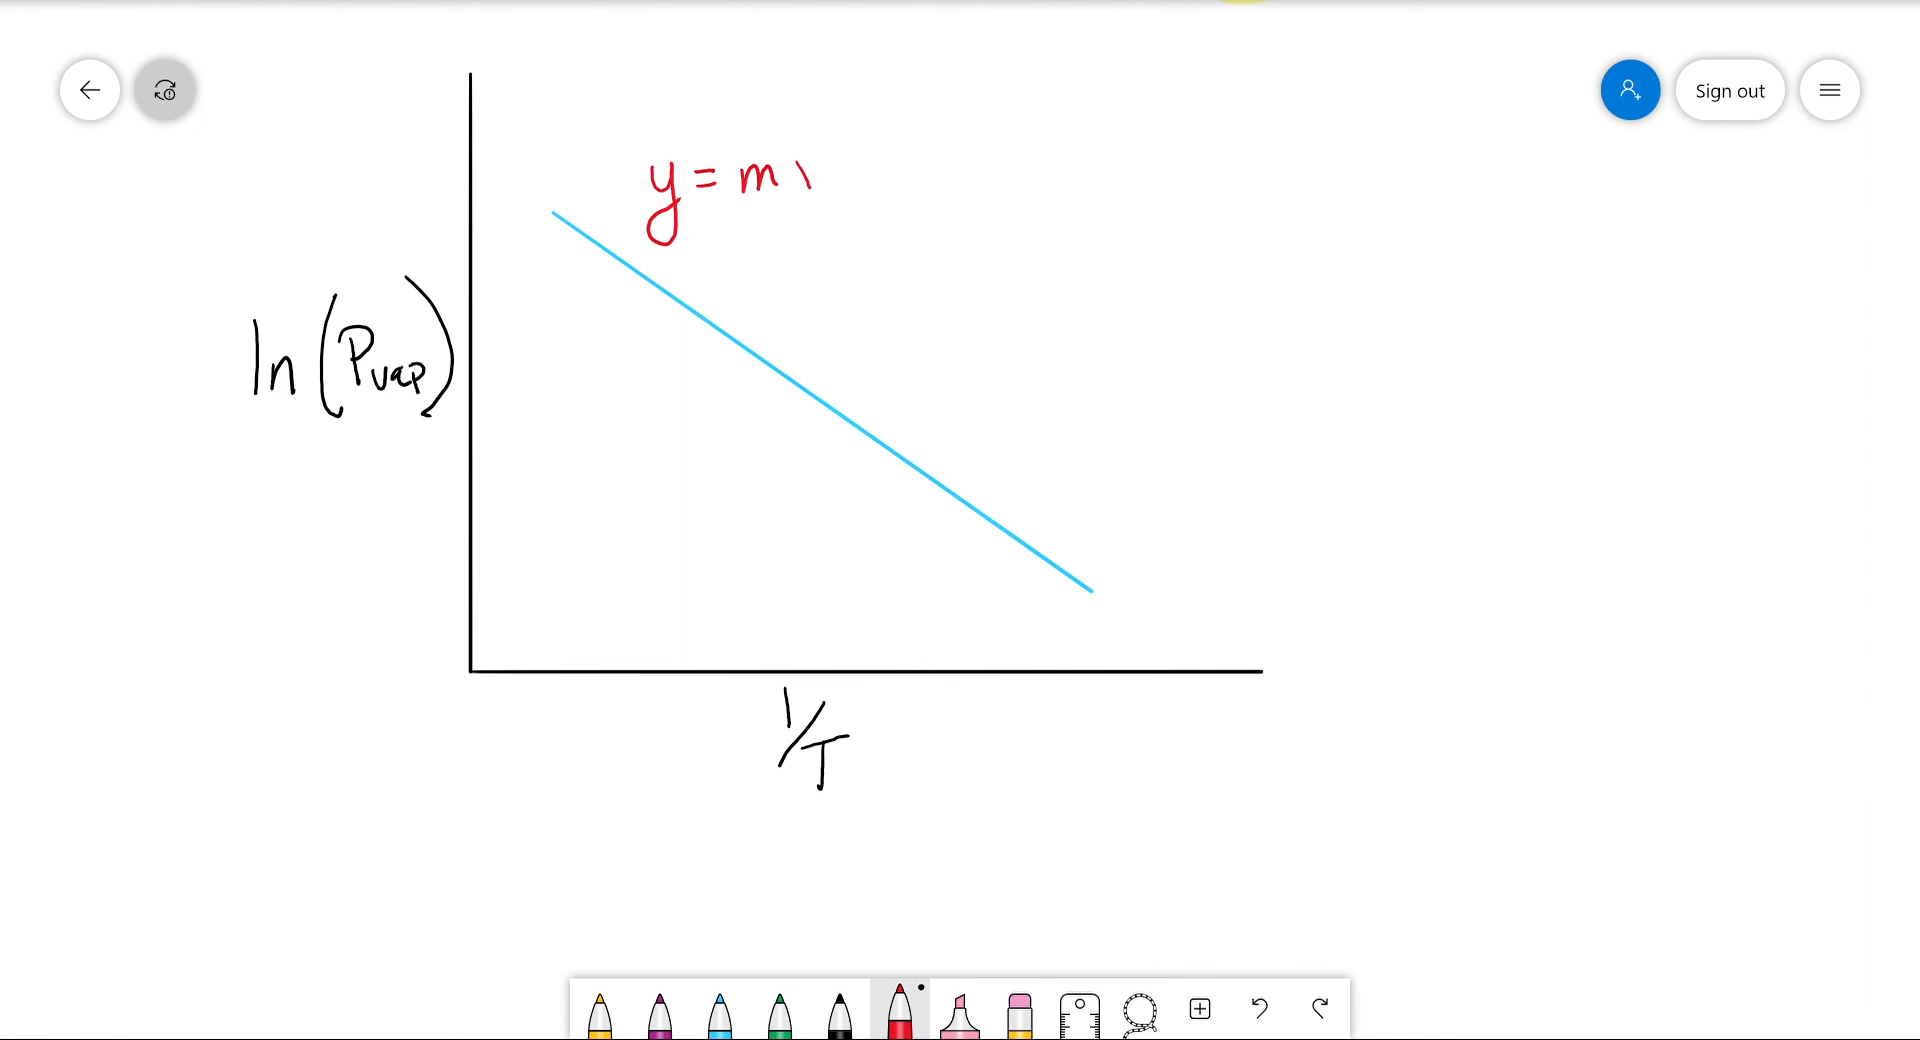 Sign out
y = m \
ln(Pvap)
1/T